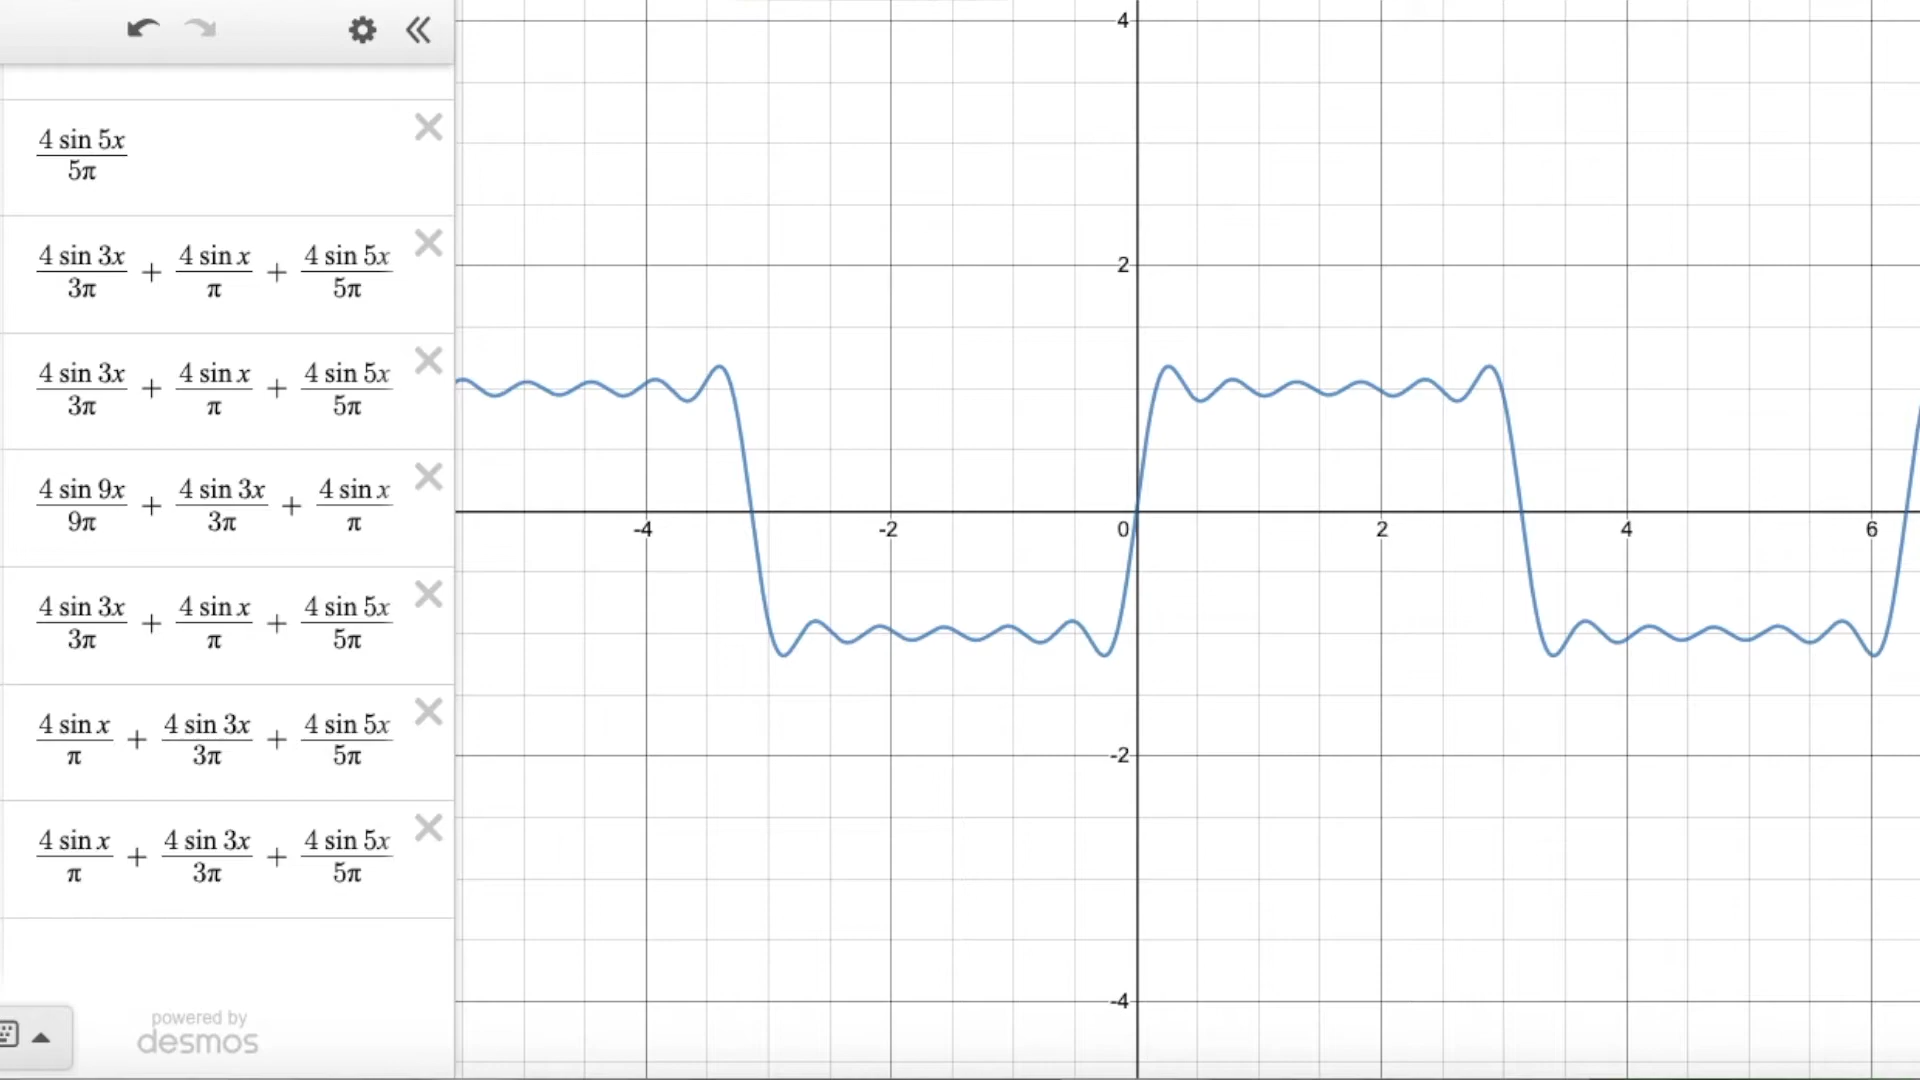 4 sin 5x
5π
4 sin 3x + 4 sin x + 4 sin 5x
3π π 5π
4 sin 3x + 4 sin x + 4 sin 5x
3π π 5π
4 sin 9x + 4 sin 3x + 4 sin x
9π 3π π
4 sin 3x + 4 sin x + 4 sin 5x
3π π 5π
4 sin x + 4 sin 3x + 4 sin 5x
π 3π 5π
4 sin x + 4 sin 3x + 4 sin 5x
π 3π 5π
powered by
desmos
4
2
-4 -2 0 2 4 6
-2
-4